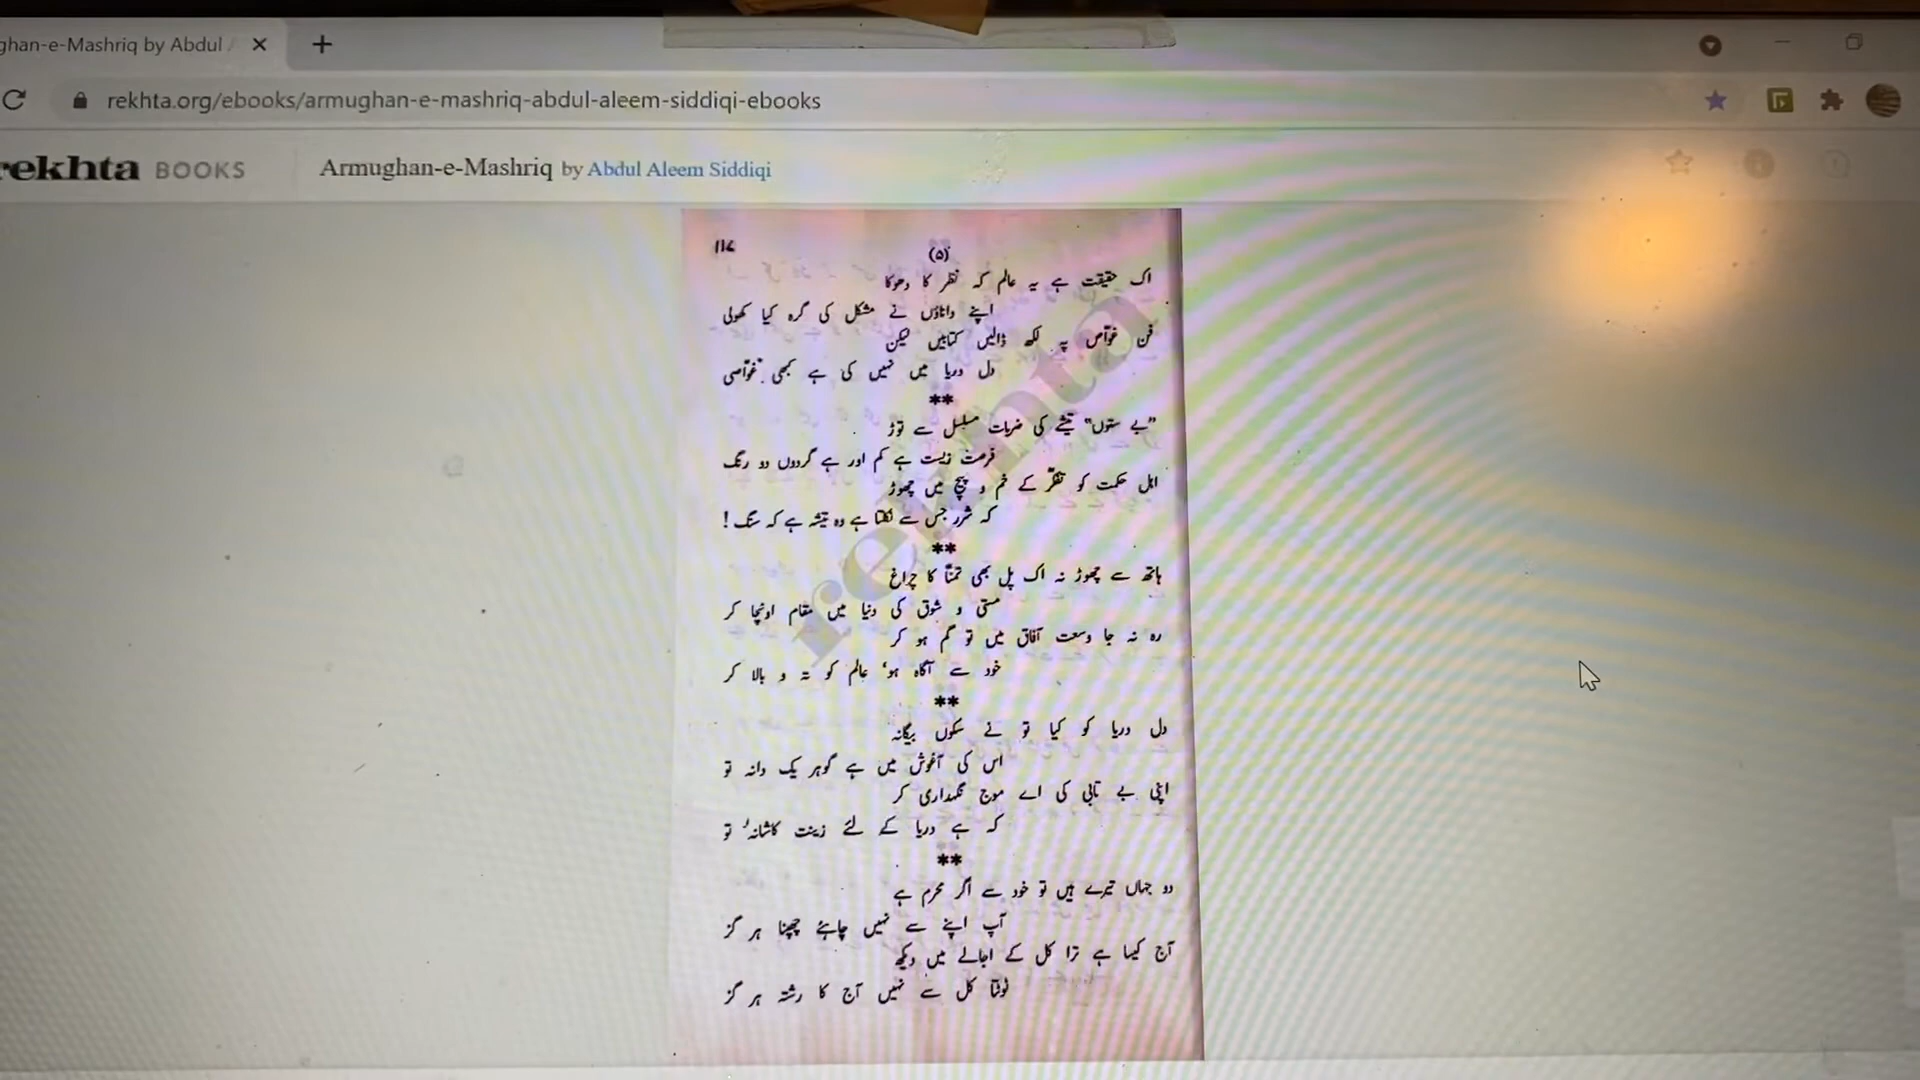 ghan-e-Mashriq by Abdul
rekhta.org/ebooks/armughan-e-mashriq-abdul-aleem-siddiqi-ebooks
rekhta BOOKS
Armughan-e-Mashriq by Abdul Aleem Siddiqi
۱۱۷
(۵)
اک حقیقت ہے یہ عالم کہ نظر کا دھوکا
اپنے داناؤں نے مشکل کی گرہ کیا کھولی
فن غوّاص پہ لکھ ڈالیں کتابیں لیکن
دل دریا میں نہیں کی ہے کبھی غوّاصی
**
"بے ستوں" تیشے کی ضربات مسلسل سے توڑ
فرصت زیست ہے کم اور ہے گردوں دو رنگ
اہل حکمت کو تفکّر کے خم و پیچ میں چھوڑ
کہ شرر جس سے نکلتا ہے وہ تیشہ ہے کہ سنگ !
**
ہاتھ سے چھوڑ نہ اک پل بھی تمنّا کا چراغ
مستی و شوق کی دنیا میں مقام اونچا کر
رہ نہ جا وسعت آفاق میں تو گم ہو کر
خود سے آگاہ ہو، عالم کو تہ و بالا کر
**
دل دریا کو کیا تو نے سکوں بیگانہ
اس کی آغوش میں ہے گوہر یک دانہ تو
اپنی بے تابی کی اے موج نگہداری کر
کہ ہے دریا کے لئے زینت کاشانہ تو
**
دو جہاں تیرے ہیں تو خود سے اگر محرم ہے
آپ اپنے سے نہیں چاہئے چھپنا ہر گز
آج کیسا ہے ترا کل کے اجالے میں دیکھ
ٹوٹتا کل سے نہیں آج کا رشتہ ہر گز
rekhta